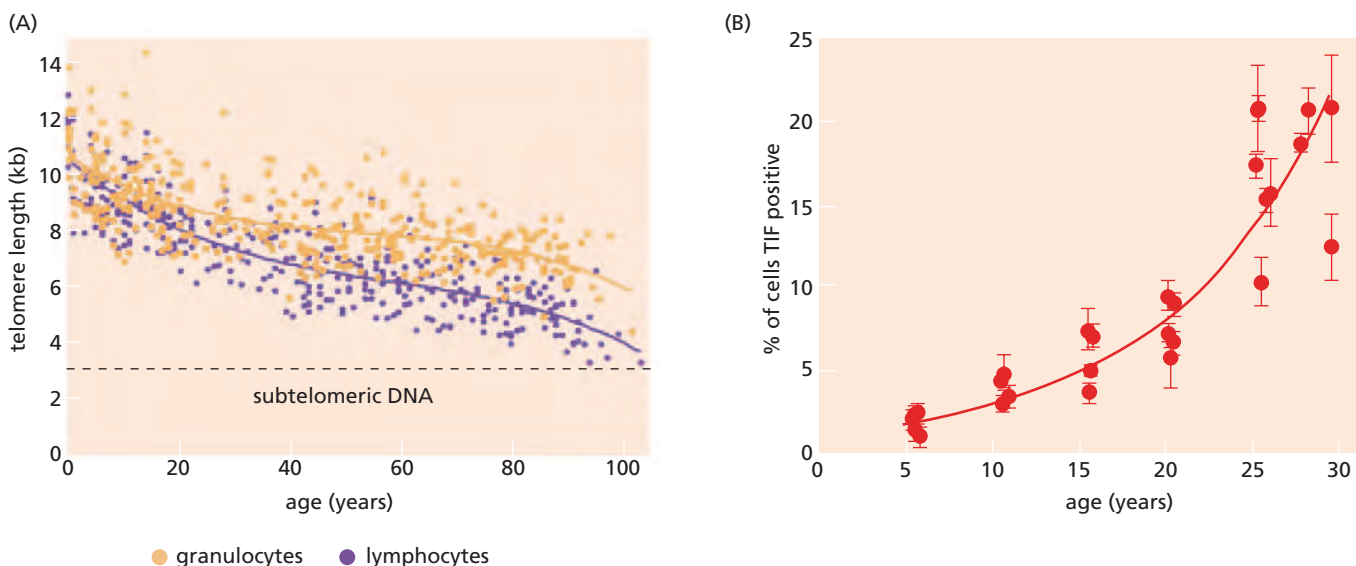 (A)
telomere length (kb)
14
12
10
8
6
4
2
0
subtelomeric DNA
0 20 40 60 80 100
age (years)
granulocytes lymphocytes
(B)
% of cells TIF positive
25
20
15
10
5
0
0 5 10 15 20 25 30
age (years)